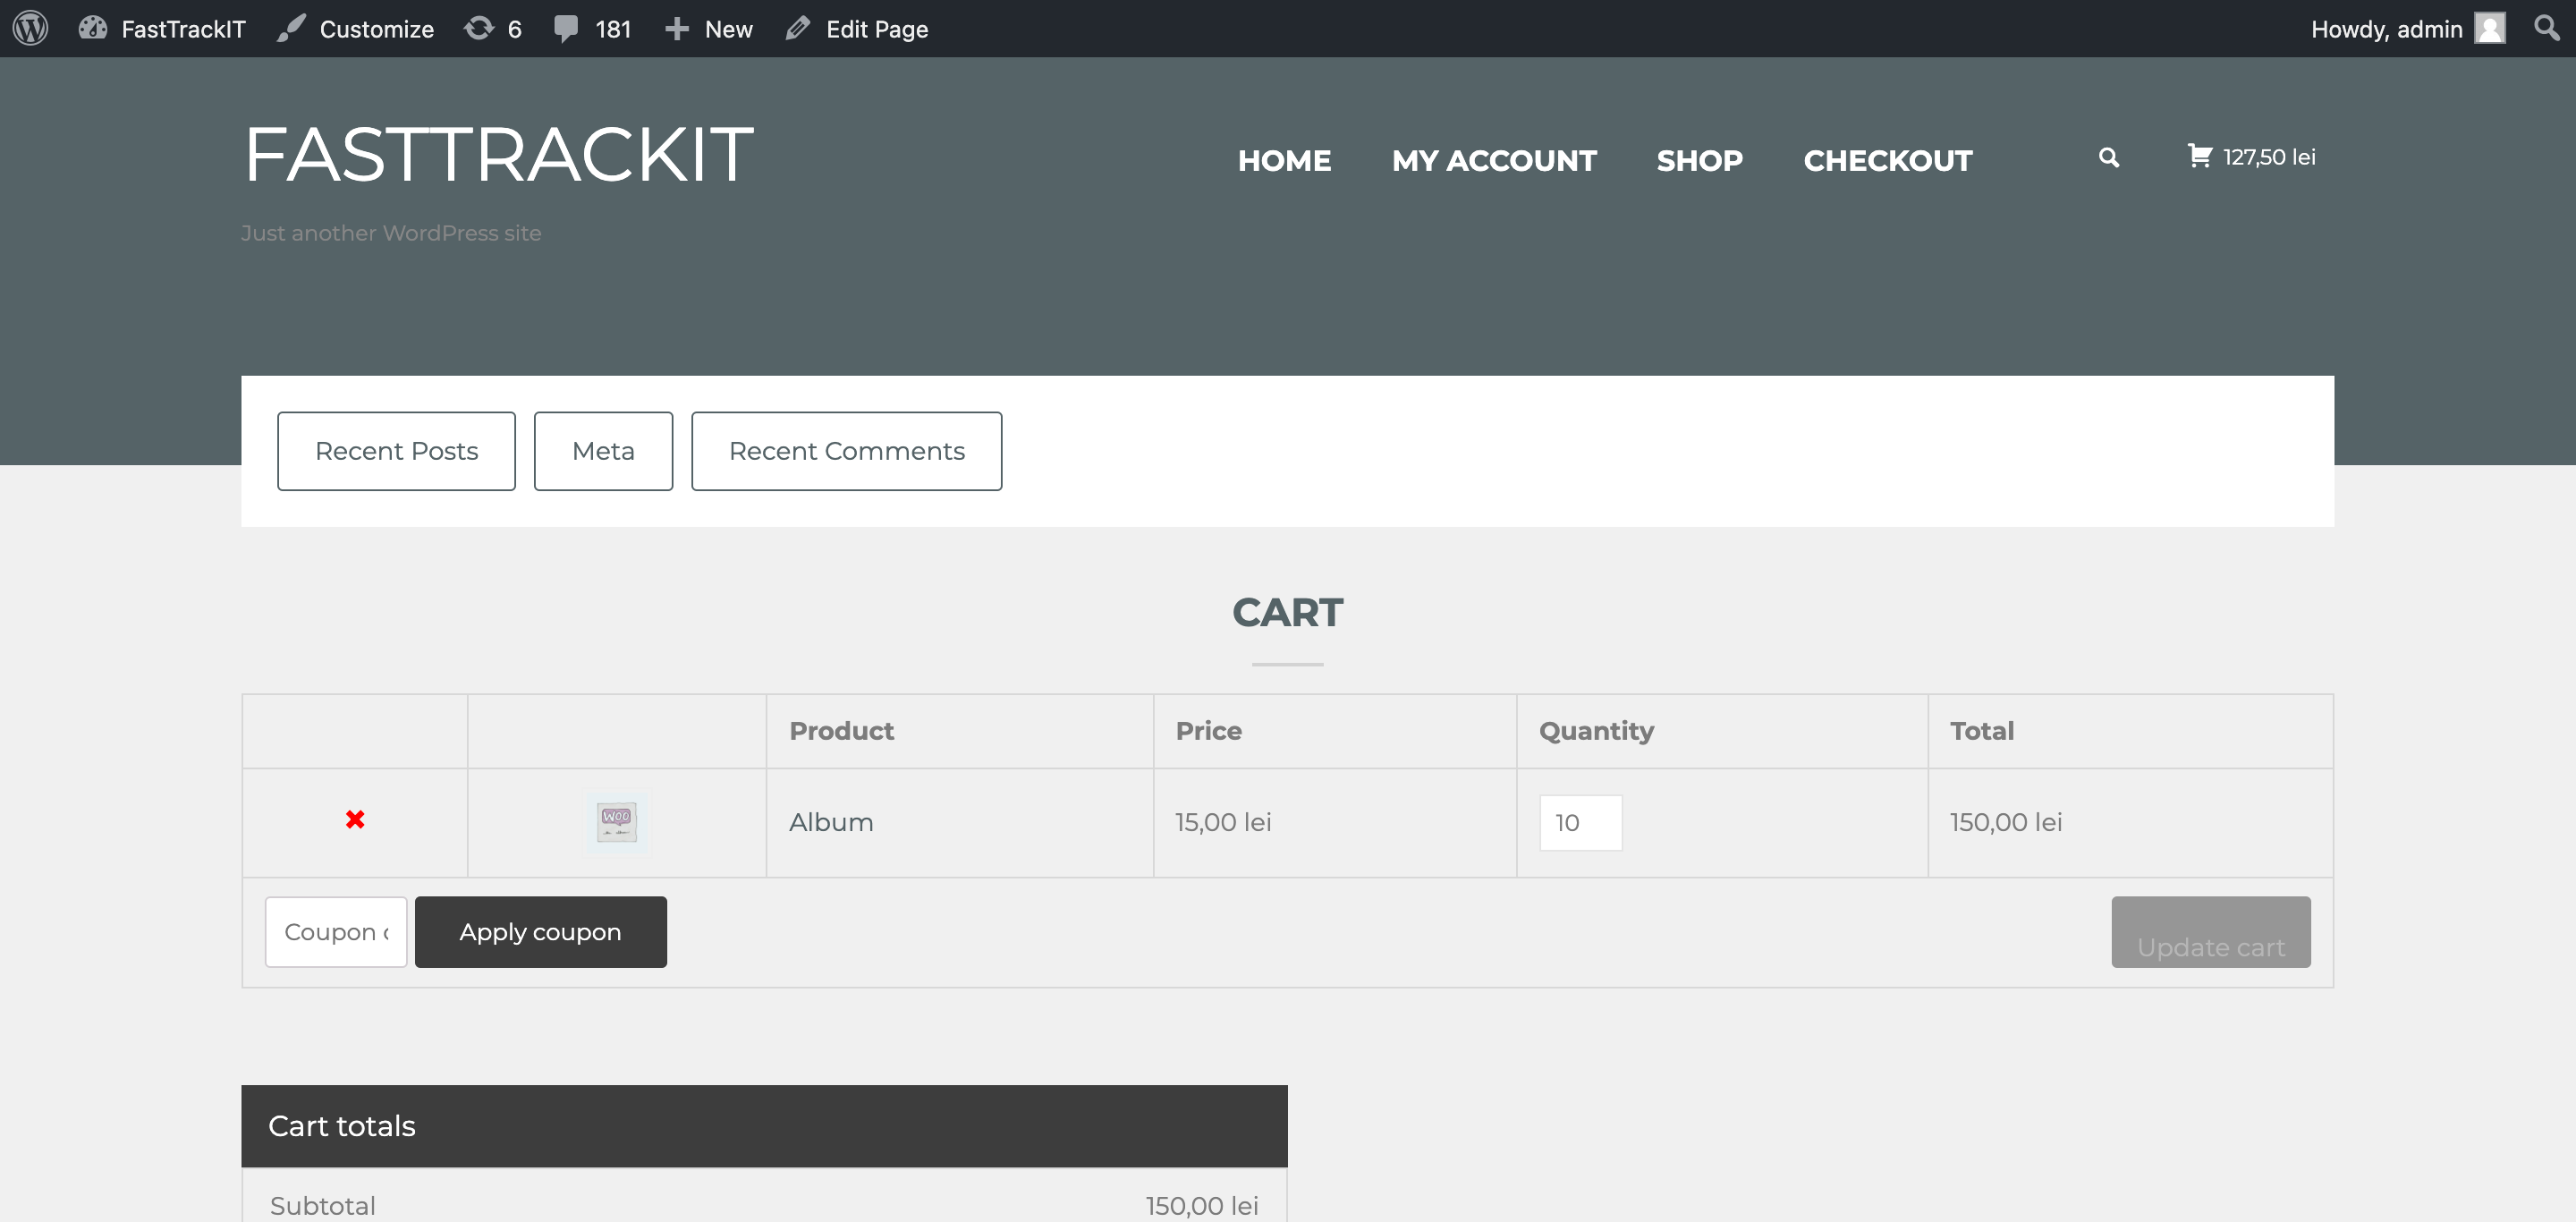 FastTrackIT Customize 6 181 New Edit Page Howdy, admin
FASTTRACKIT
HOME MY ACCOUNT SHOP CHECKOUT 127,50 lei
Just another WordPress site
Recent Posts Meta Recent Comments
CART
Product Price Quantity Total
WOO
Album 15,00 lei 10 150,00 lei
Coupon Apply coupon Update cart
Cart totals
Subtotal 150,00 lei